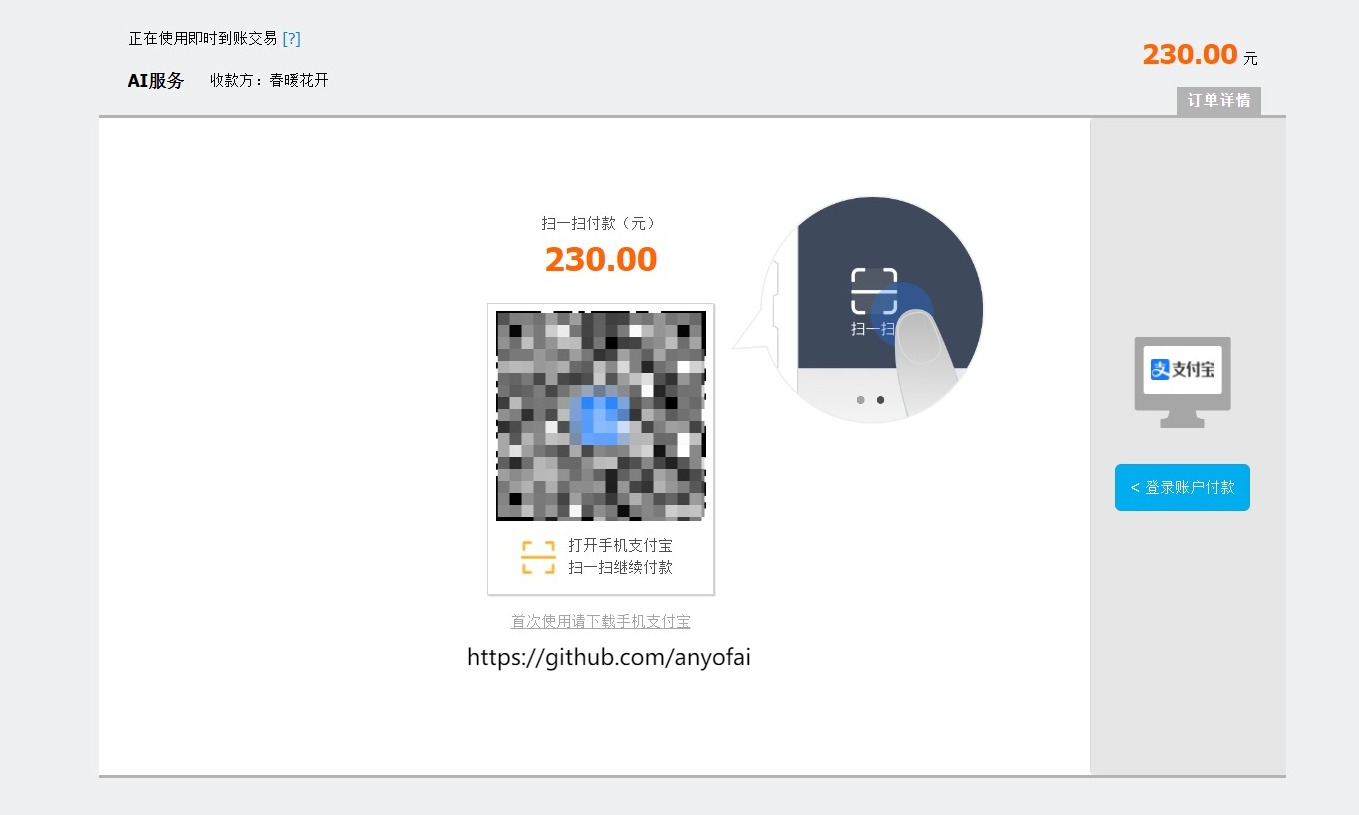 正在使用即时到账交易 [?]
230.00 元
AI服务 收款方：春暖花开
订单详情
扫一扫付款（元）
230.00
扫一扫
支 支付宝
< 登录账户付款
打开手机支付宝
扫一扫继续付款
首次使用请下载手机支付宝
https://github.com/anyofai